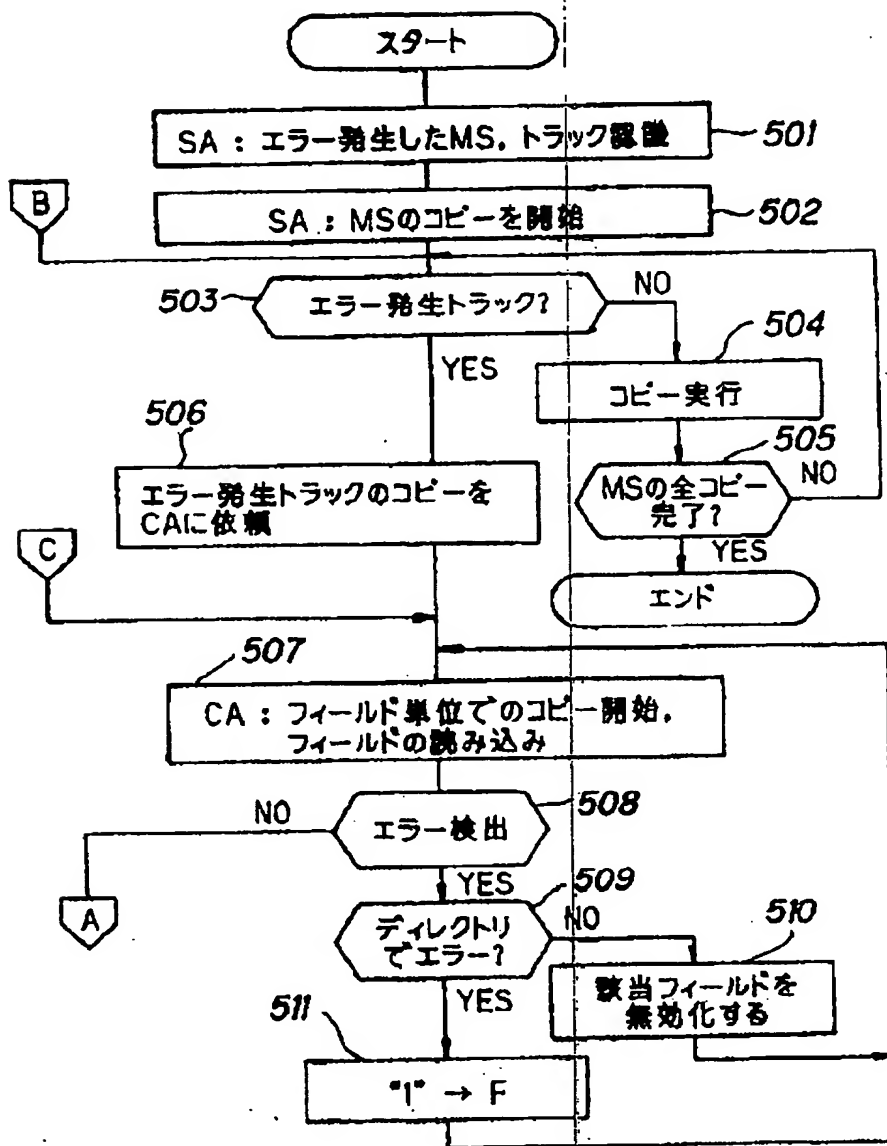 スタート
SA : エラー発生したMS, トラック認識
501
B
SA : MSのコピーを開始
502
503
エラー発生トラック?
NO
504
YES
コピー実行
506
505
エラー発生トラックのコピーを
CAに依頼
MSの全コピー
完了?
NO
C
YES
エンド
507
CA : フィールド単位でのコピー開始,
フィールドの読み込み
NO
508
エラー検出
A
YES
509
ディレクトリ
でエラー?
NO
510
YES
該当フィールドを
無効化する
511
"1" → F